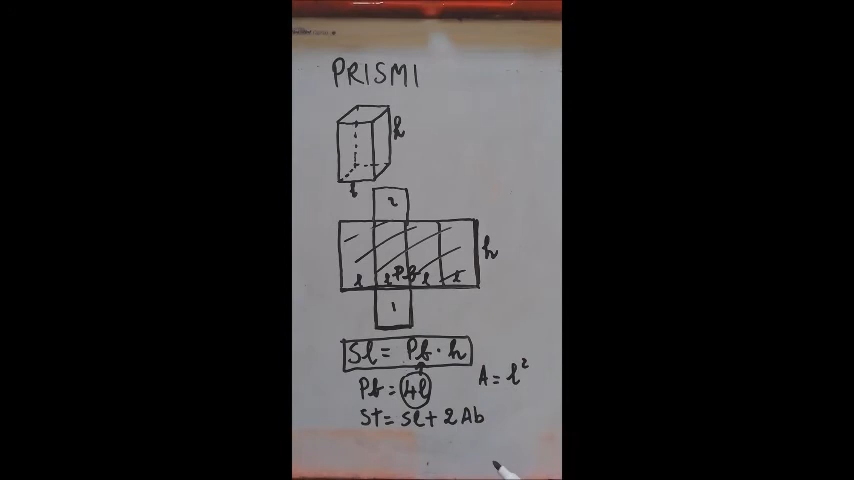 PRISMI
h
l
2
h
l l Pb l l
1
Sl = Pb · h
A = l²
Pb = 4l
St = Sl + 2Ab